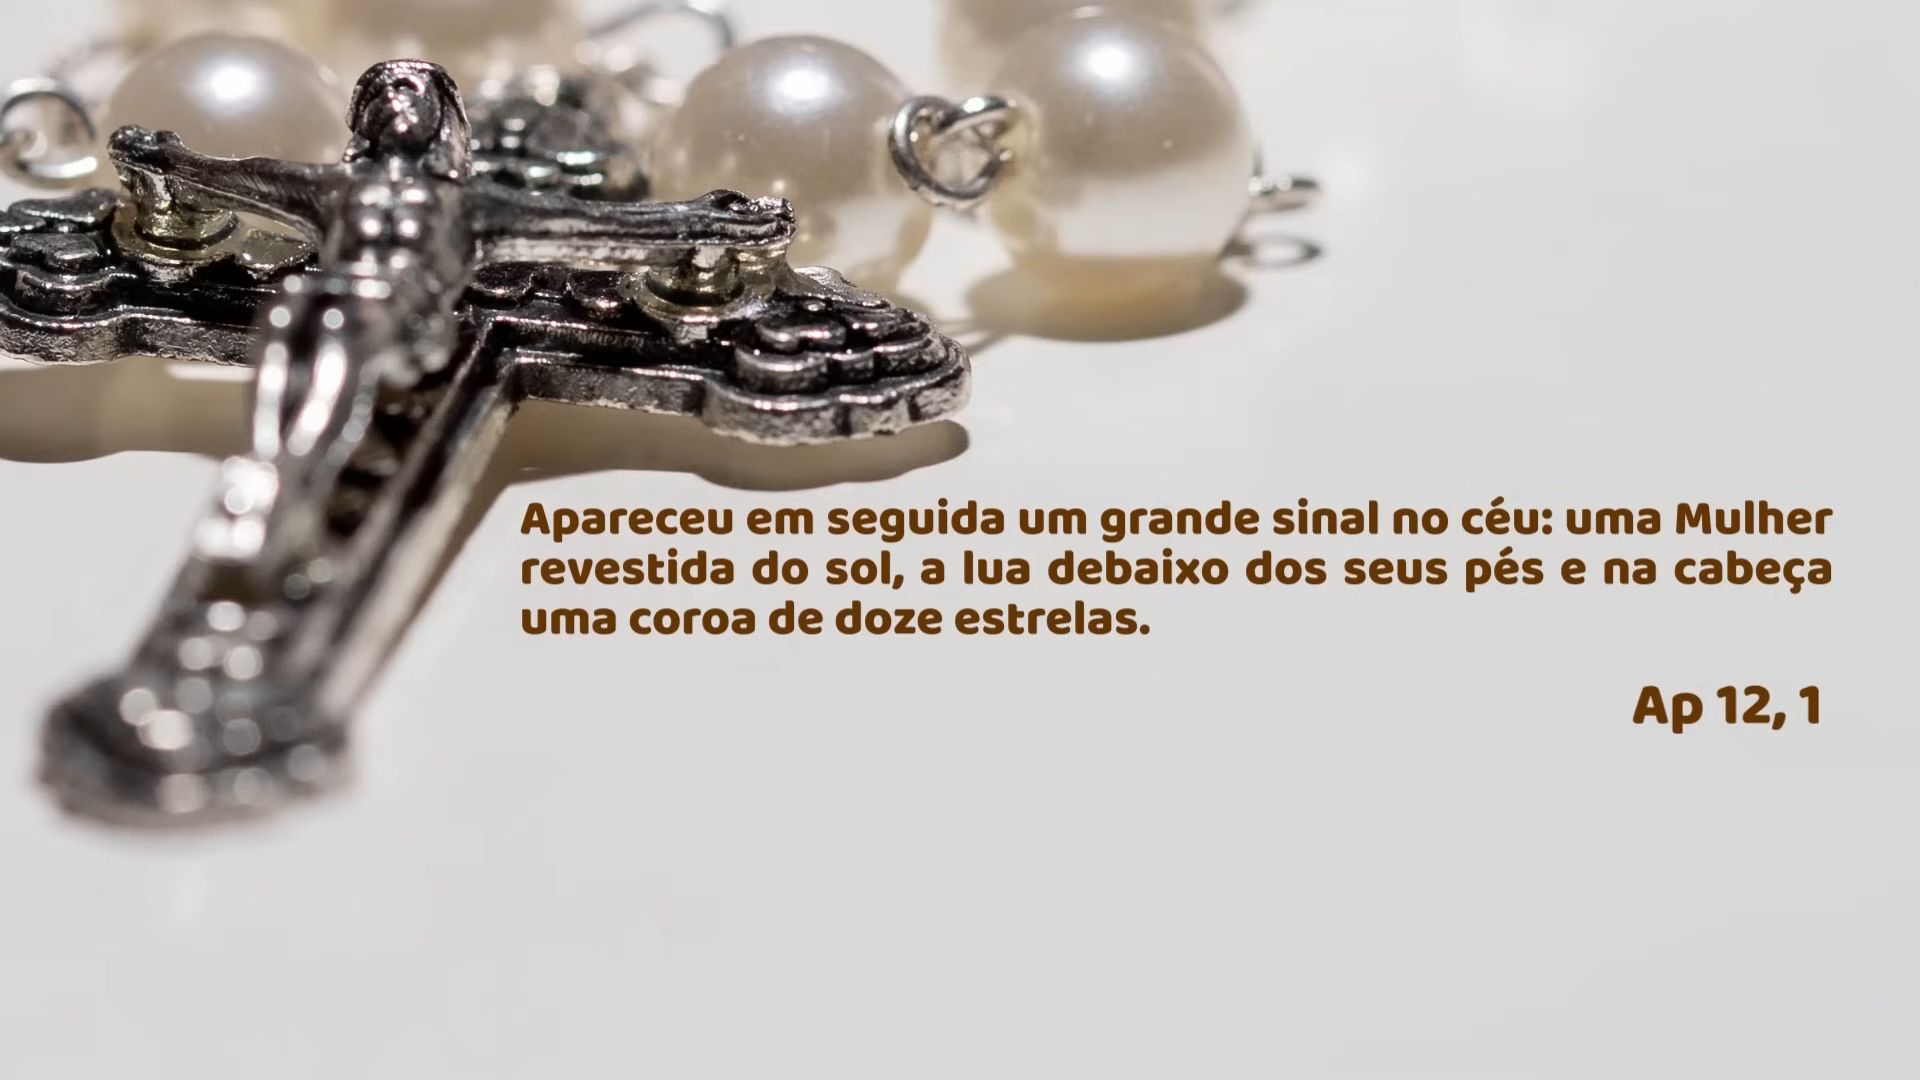 Apareceu em seguida um grande sinal no céu: uma Mulher
revestida do sol, a lua debaixo dos seus pés e na cabeça
uma coroa de doze estrelas.
Ap 12, 1